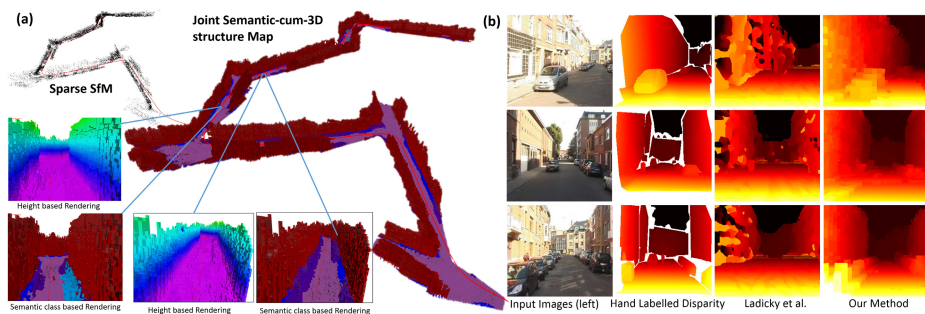 (a)
Joint Semantic-cum-3D
structure Map
Sparse SfM
Height based Rendering
Semantic class based Rendering
Height based Rendering
Semantic class based Rendering
(b)
Input Images (left)
Hand Labelled Disparity
Ladicky et al.
Our Method